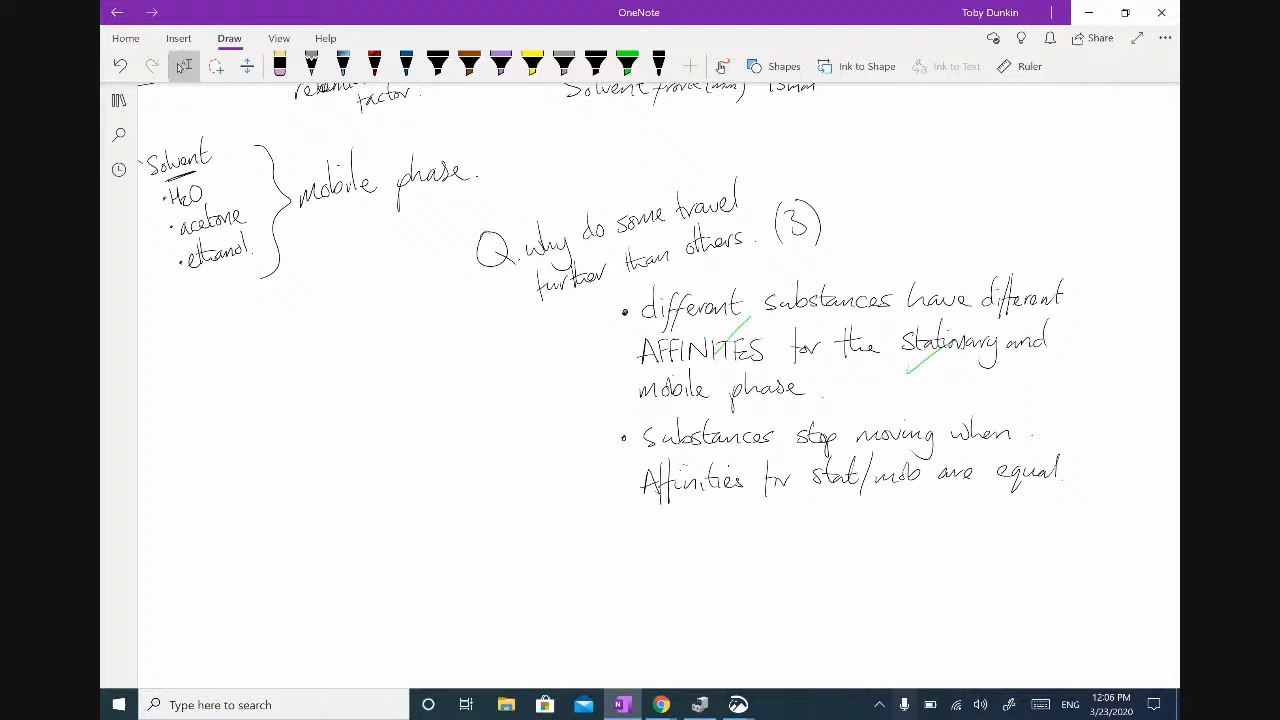 OneNote
Toby Dunkin
Home Insert Draw View Help
Share
Shapes
Ink to Shape
Ink to Text
Ruler
factor.
Solvent
• H2O
• acetone
• ethanol.
mobile phase.
Q. why do some travel
further than others. (3)
• different substances have different
AFFINITES for the stationary and
mobile phase.
• substances stop moving when
Affinities for stat/mob are equal.
Type here to search
ENG
12:06 PM
3/23/2020